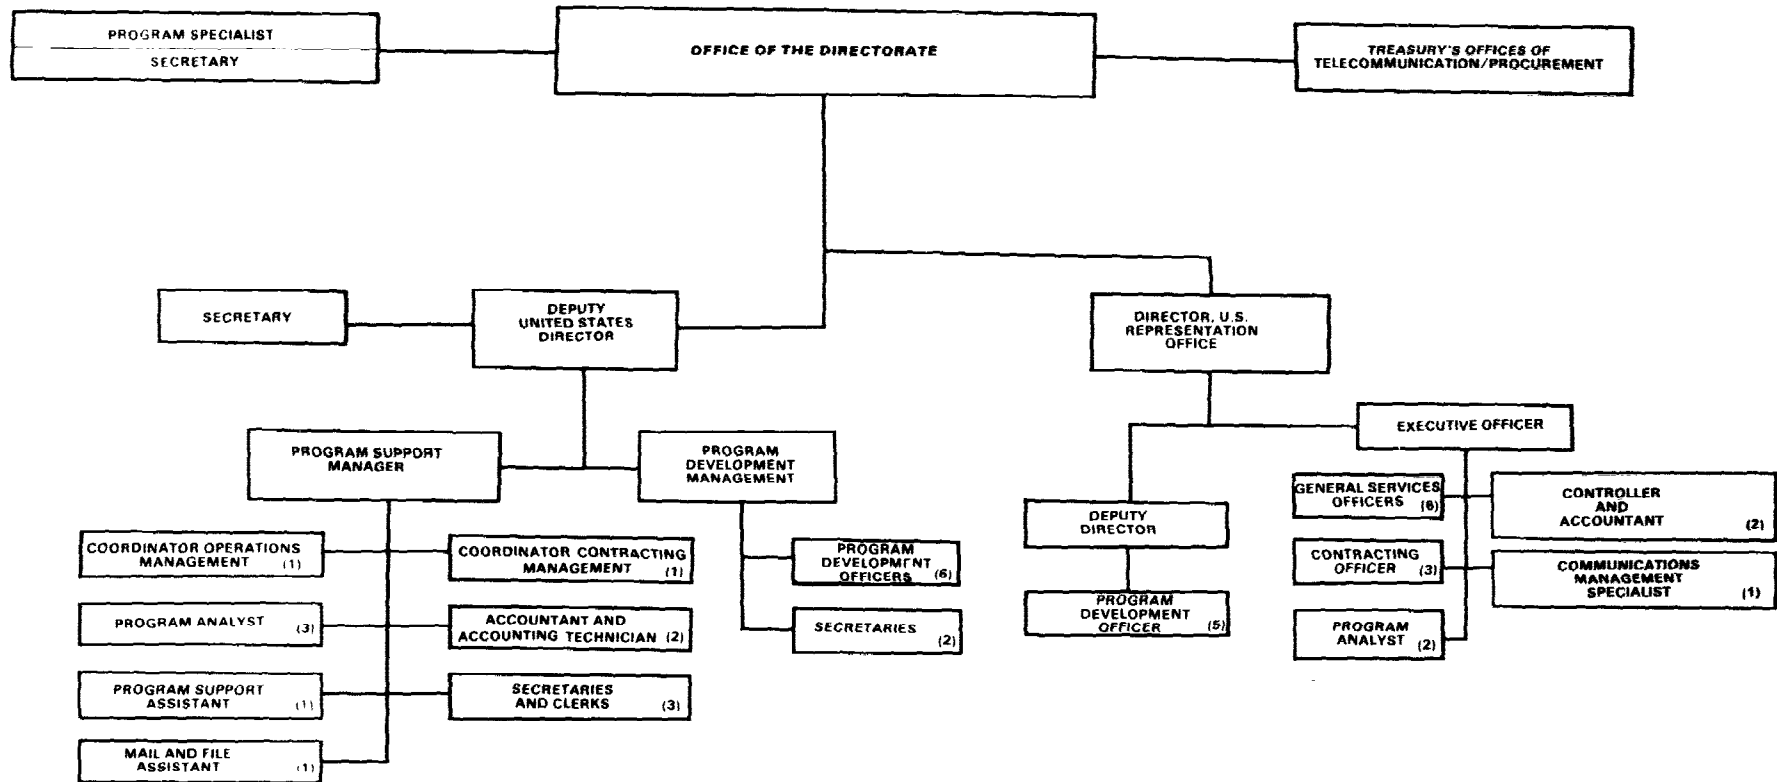 PROGRAM SPECIALIST
SECRETARY
OFFICE OF THE DIRECTORATE
TREASURY'S OFFICES OF
TELECOMMUNICATION/PROCUREMENT
SECRETARY
DEPUTY
UNITED STATES
DIRECTOR
DIRECTOR, U.S.
REPRESENTATION
OFFICE
PROGRAM SUPPORT
MANAGER
PROGRAM
DEVELOPMENT
MANAGEMENT
EXECUTIVE OFFICER
COORDINATOR OPERATIONS
MANAGEMENT (1)
COORDINATOR CONTRACTING
MANAGEMENT (1)
PROGRAM ANALYST (3)
ACCOUNTANT AND
ACCOUNTING TECHNICIAN (2)
PROGRAM SUPPORT
ASSISTANT (1)
SECRETARIES
AND CLERKS (3)
MAIL AND FILE
ASSISTANT (1)
PROGRAM
DEVELOPMENT
OFFICERS (6)
SECRETARIES (2)
DEPUTY
DIRECTOR
PROGRAM
DEVELOPMENT
OFFICER (5)
GENERAL SERVICES
OFFICERS (6)
CONTROLLER
AND
ACCOUNTANT (2)
CONTRACTING
OFFICER (3)
COMMUNICATIONS
MANAGEMENT
SPECIALIST (1)
PROGRAM
ANALYST (2)